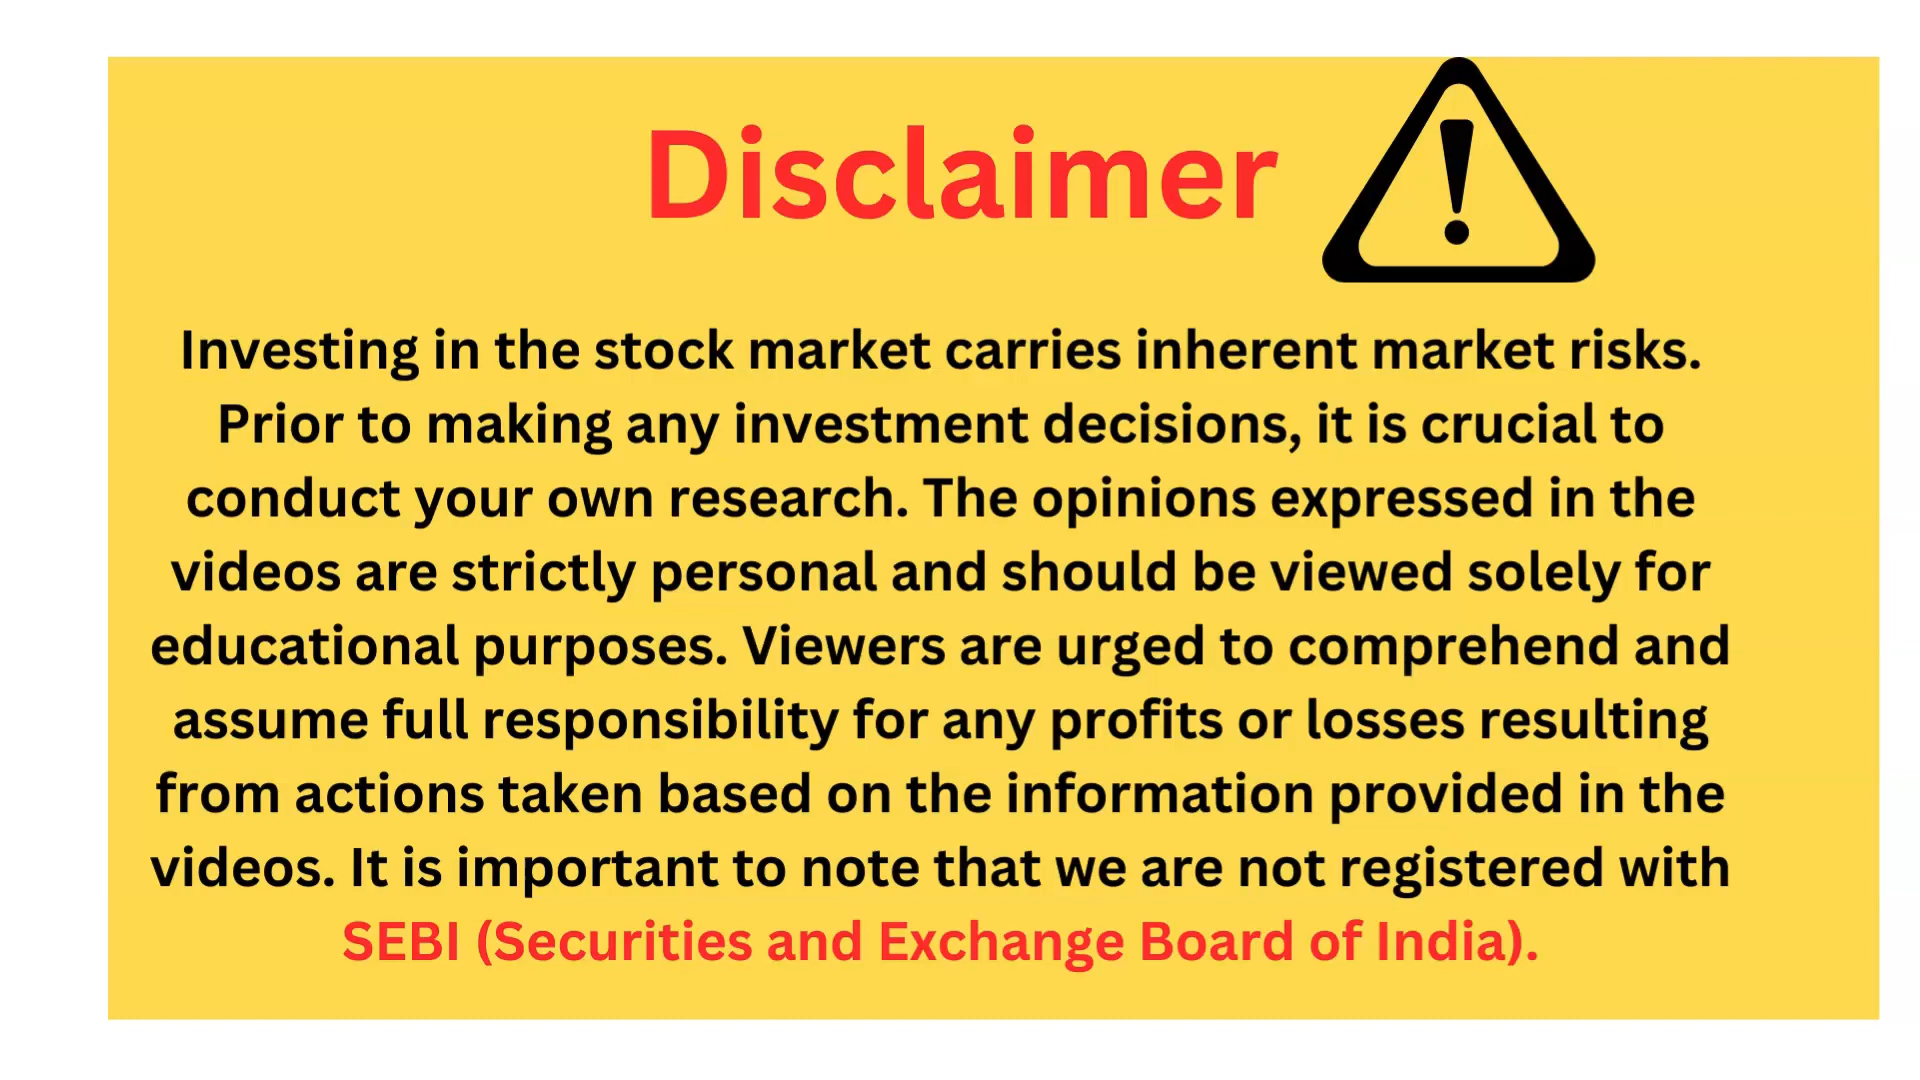 Disclaimer
Investing in the stock market carries inherent market risks.
Prior to making any investment decisions, it is crucial to
conduct your own research. The opinions expressed in the
videos are strictly personal and should be viewed solely for
educational purposes. Viewers are urged to comprehend and
assume full responsibility for any profits or losses resulting
from actions taken based on the information provided in the
videos. It is important to note that we are not registered with
SEBI (Securities and Exchange Board of India).